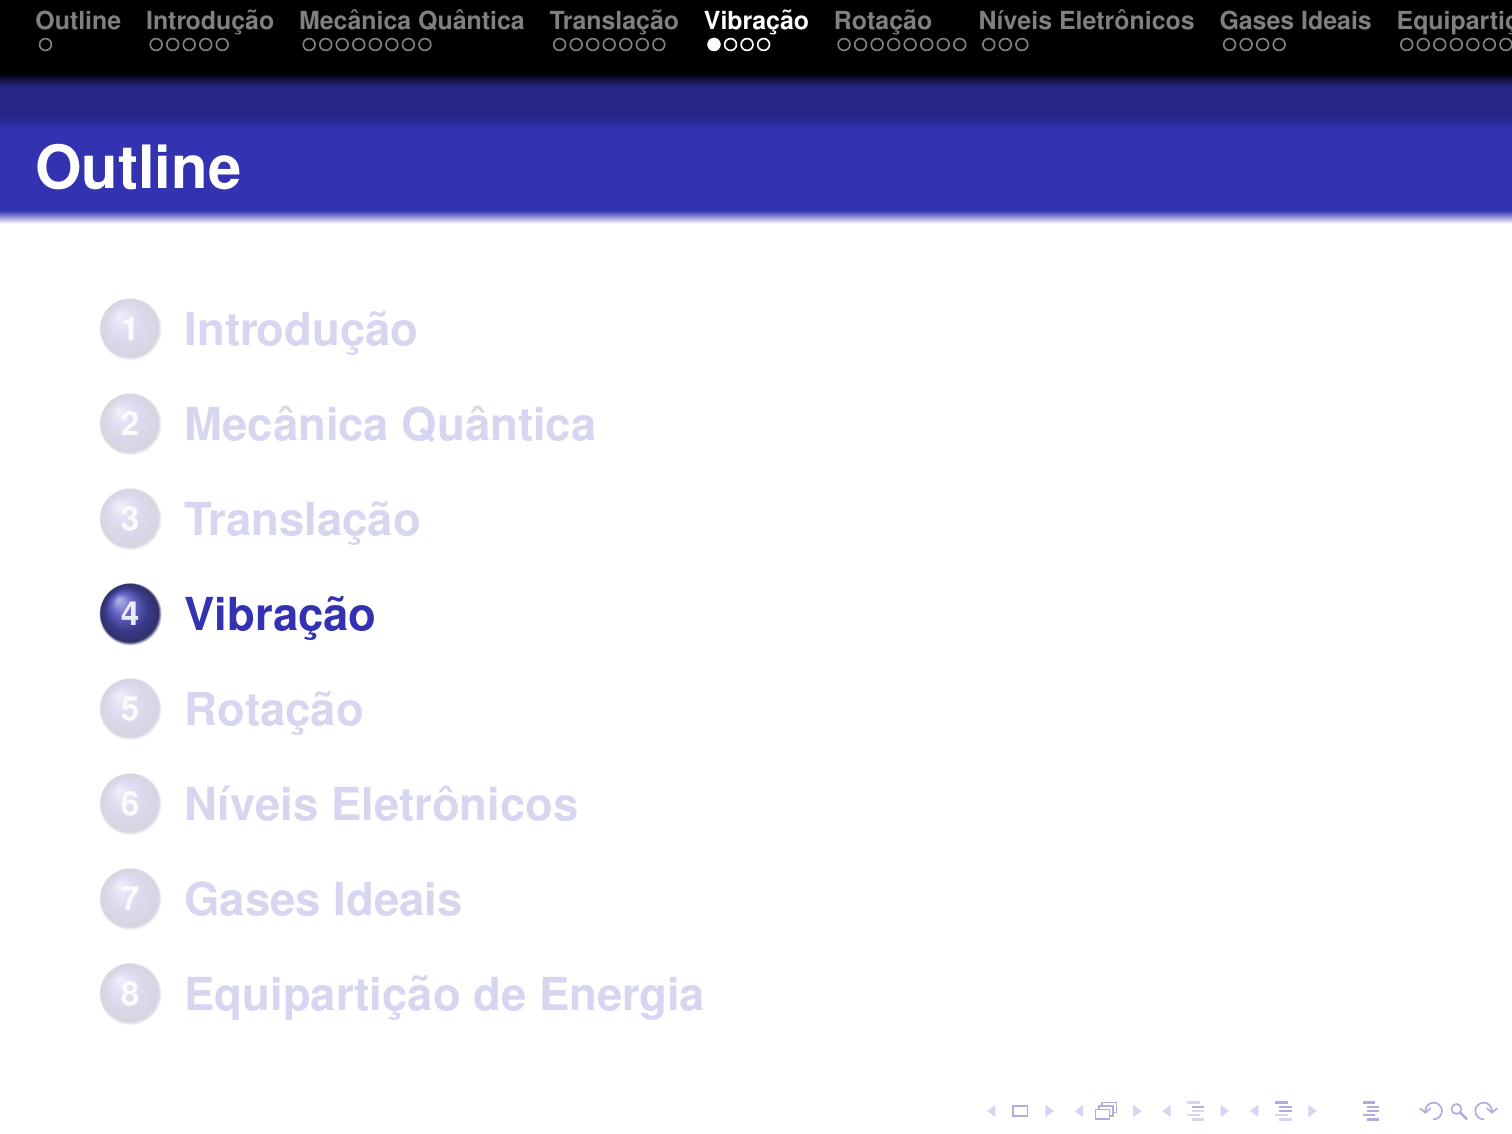 Outline Introdução Mecânica Quântica Translação Vibração Rotação Níveis Eletrônicos Gases Ideais
Outline
1 Introdução
2 Mecânica Quântica
3 Translação
4 Vibração
5 Rotação
6 Níveis Eletrônicos
7 Gases Ideais
8 Equipartição de Energia